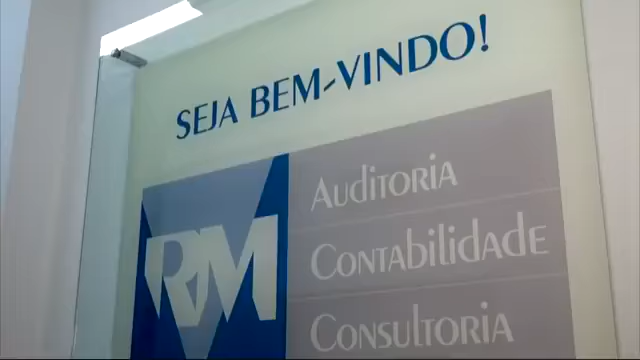 SEJA BEM-VINDO!
RM
Auditoria
Contabilidade
Consultoria